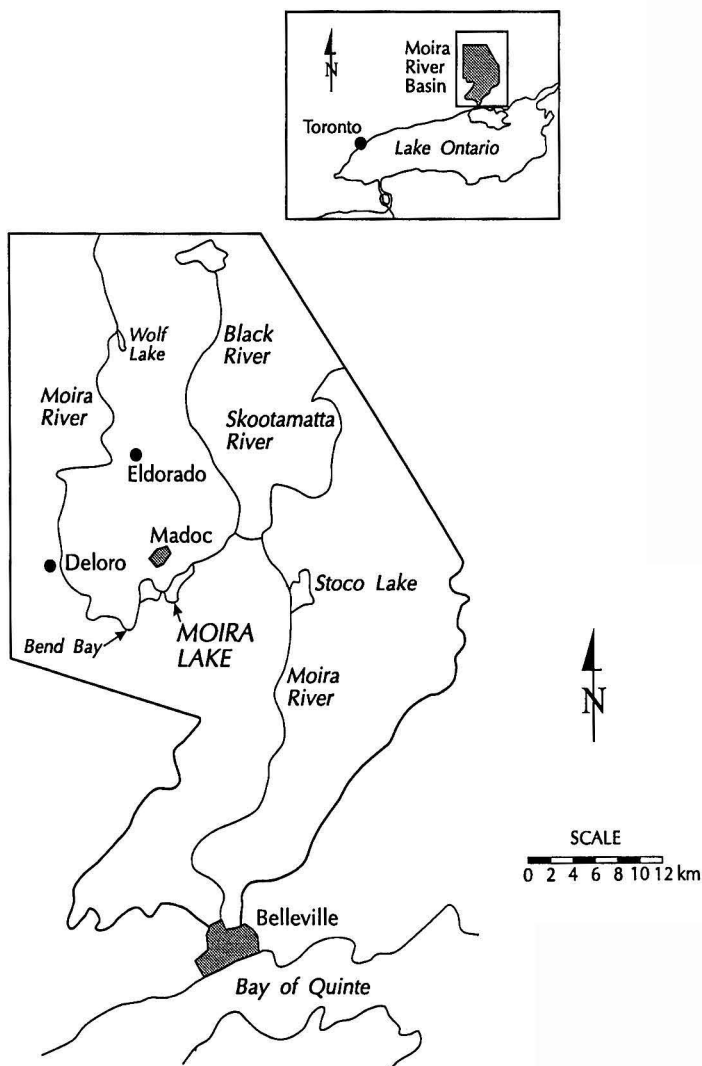 Moira
River
Basin
N
Toronto
Lake Ontario
Wolf
Lake
Black
River
Moira
River
Skootamatta
River
Eldorado
Madoc
Deloro
Stoco Lake
Bend Bay
MOIRA
LAKE
Moira
River
N
SCALE
0 2 4 6 8 10 12 km
Belleville
Bay of Quinte